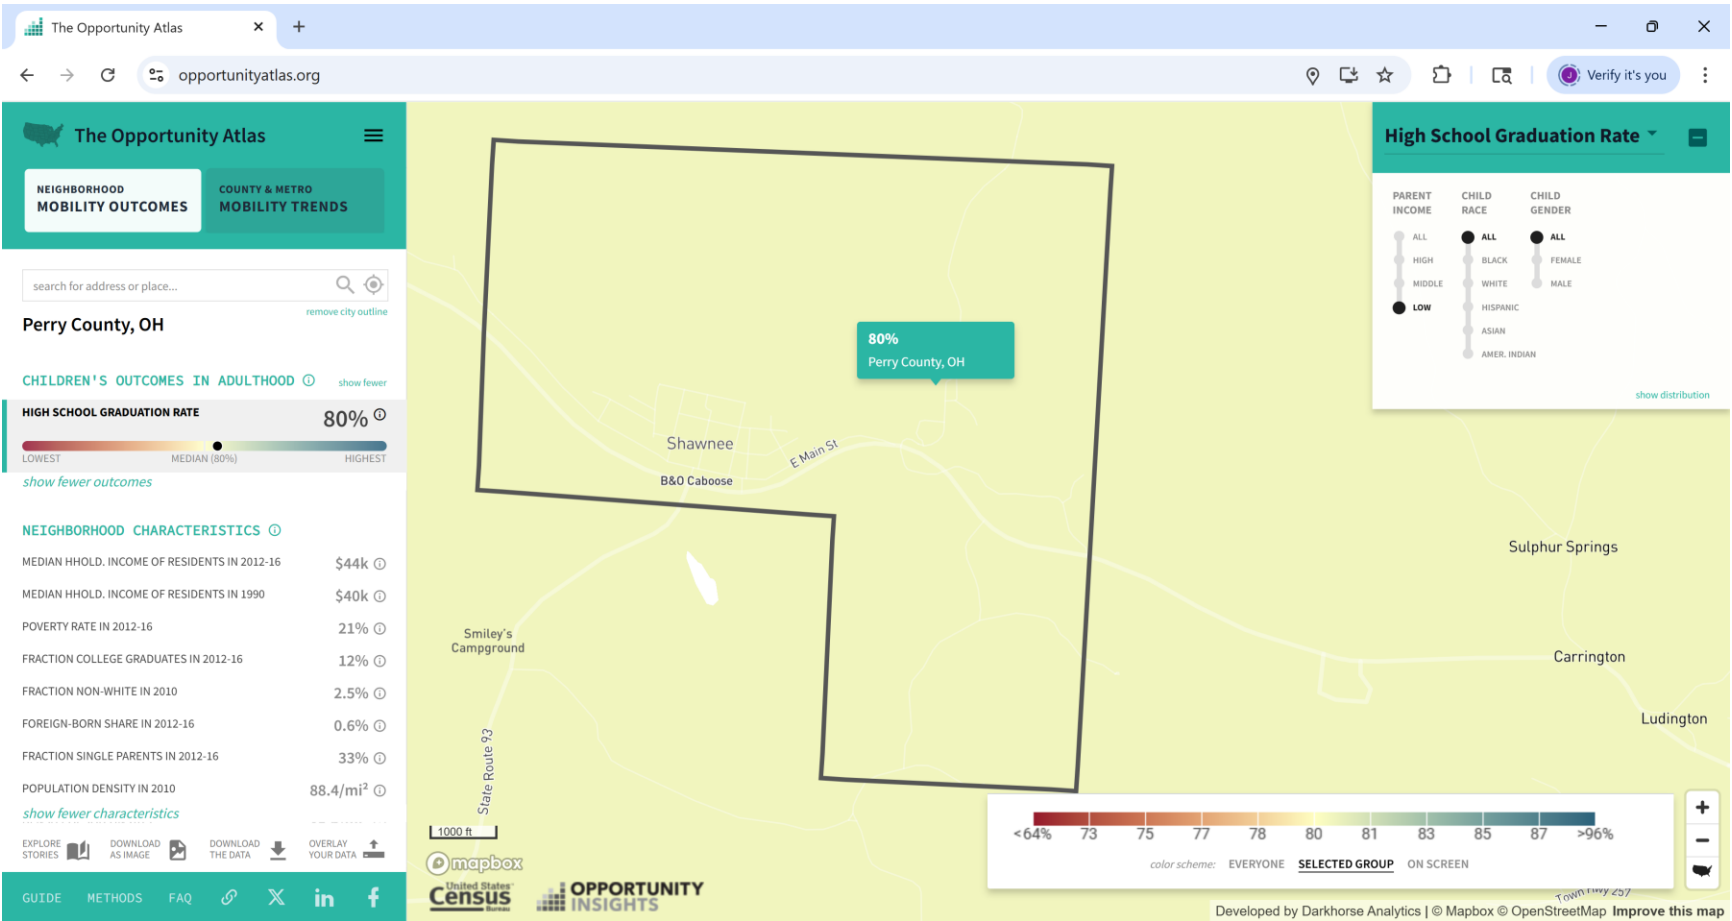 The Opportunity Atlas
opportunityatlas.org
Verify it's you
The Opportunity Atlas
NEIGHBORHOOD
MOBILITY OUTCOMES
COUNTY & METRO
MOBILITY TRENDS
search for address or place...
remove city outline
Perry County, OH
CHILDREN'S OUTCOMES IN ADULTHOOD
show fewer
HIGH SCHOOL GRADUATION RATE
80%
LOWEST
MEDIAN (80%)
HIGHEST
show fewer outcomes
NEIGHBORHOOD CHARACTERISTICS
MEDIAN HHOLD. INCOME OF RESIDENTS IN 2012-16 $44k
MEDIAN HHOLD. INCOME OF RESIDENTS IN 1990 $40k
POVERTY RATE IN 2012-16 21%
FRACTION COLLEGE GRADUATES IN 2012-16 12%
FRACTION NON-WHITE IN 2010 2.5%
FOREIGN-BORN SHARE IN 2012-16 0.6%
FRACTION SINGLE PARENTS IN 2012-16 33%
POPULATION DENSITY IN 2010 88.4/mi²
show fewer characteristics
EXPLORE STORIES
DOWNLOAD AS IMAGE
DOWNLOAD THE DATA
OVERLAY YOUR DATA
GUIDE METHODS FAQ
80%
Perry County, OH
Shawnee
E Main St
B&O Caboose
Smiley's
Campground
State Route 93
Sulphur Springs
Carrington
Ludington
Town Hwy 257
1000 ft
mapbox
United States
Census
Bureau
OPPORTUNITY
INSIGHTS
High School Graduation Rate
PARENT INCOME
ALL
HIGH
MIDDLE
LOW
CHILD RACE
ALL
BLACK
WHITE
HISPANIC
ASIAN
AMER. INDIAN
CHILD GENDER
ALL
FEMALE
MALE
show distribution
<64% 73 75 77 78 80 81 83 85 87 >96%
color scheme: EVERYONE SELECTED GROUP ON SCREEN
Developed by Darkhorse Analytics | © Mapbox © OpenStreetMap Improve this map